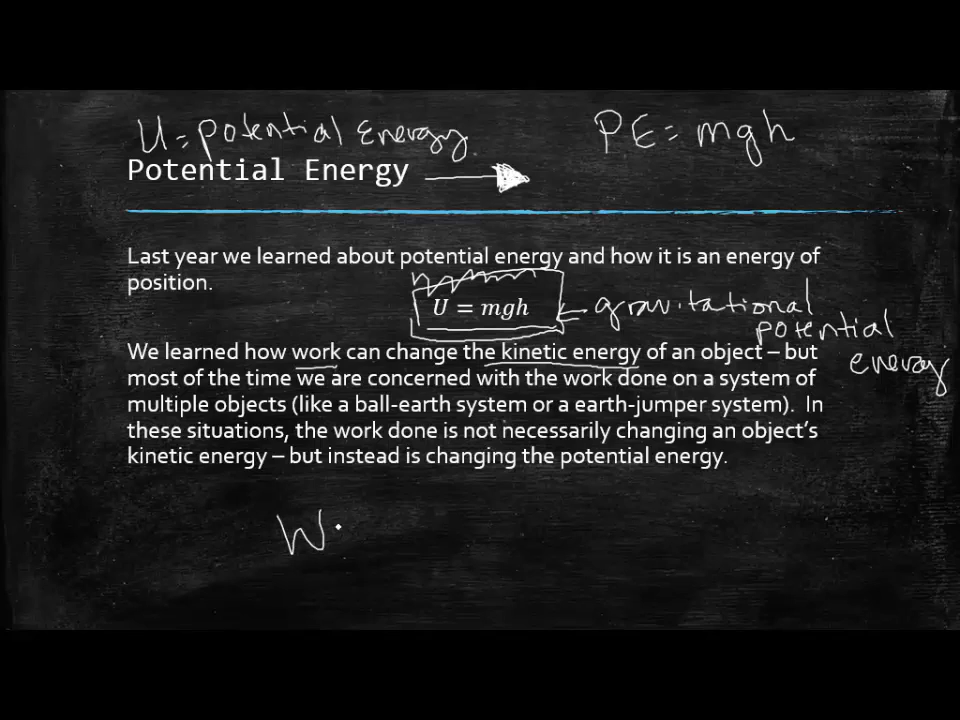 U = potential Energy
PE = mgh
Potential Energy
Last year we learned about potential energy and how it is an energy of
position.
U = mgh
gravitational
potential
energy
We learned how work can change the kinetic energy of an object – but
most of the time we are concerned with the work done on a system of
multiple objects (like a ball-earth system or a earth-jumper system). In
these situations, the work done is not necessarily changing an object's
kinetic energy – but instead is changing the potential energy.
W